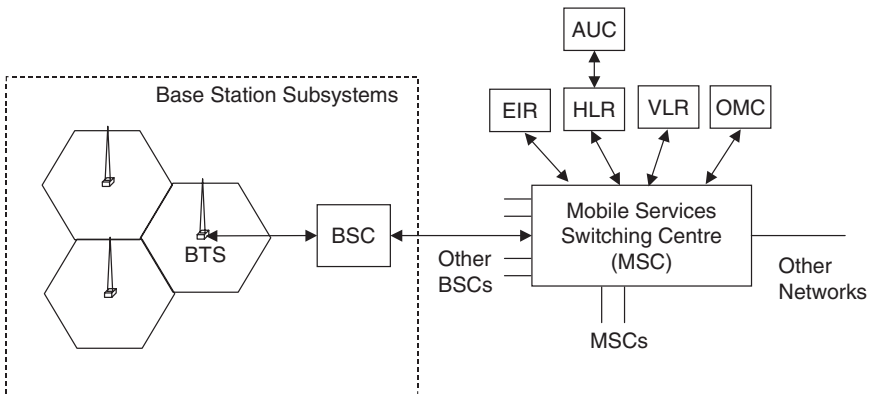 AUC
Base Station Subsystems
EIR
HLR
VLR
OMC
BTS
BSC
Other
BSCs
Mobile Services
Switching Centre
(MSC)
Other
Networks
MSCs